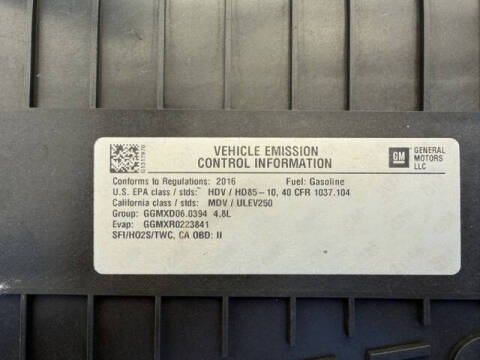 VEHICLE EMISSION
CONTROL INFORMATION
GM GENERAL MOTORS LLC
Conforms to Regulations: 2016 Fuel: Gasoline
U.S. EPA class / stds: HDV / HD85-10, 40 CFR 1037.104
California class / stds: MDV / ULEV250
Group: GGMXD06.0394 4.8L
Evap: GGMXR0223841
SFI/HO2S/TWC, CA OBD: II